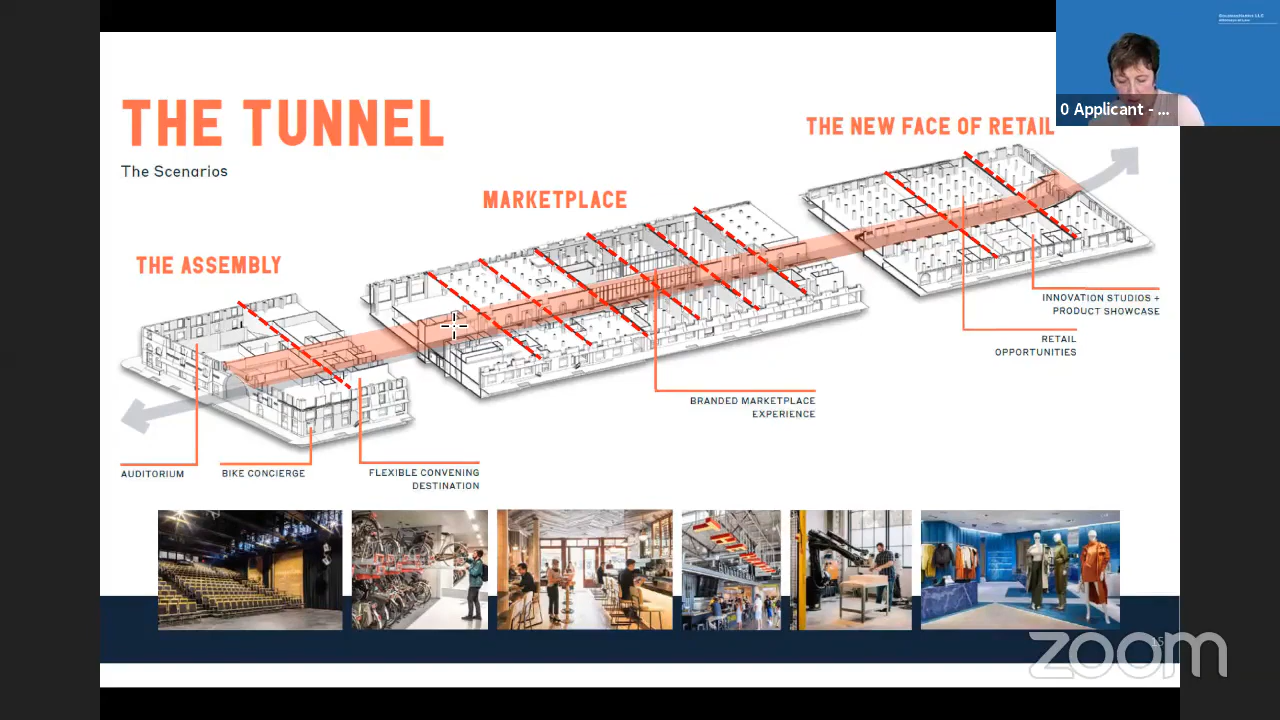 THE TUNNEL
The Scenarios
THE ASSEMBLY
MARKETPLACE
THE NEW FACE OF RETAIL
0 Applicant - ...
INNOVATION STUDIOS +
PRODUCT SHOWCASE
RETAIL
OPPORTUNITIES
BRANDED MARKETPLACE
EXPERIENCE
AUDITORIUM
BIKE CONCIERGE
FLEXIBLE CONVENING
DESTINATION
15
zoom